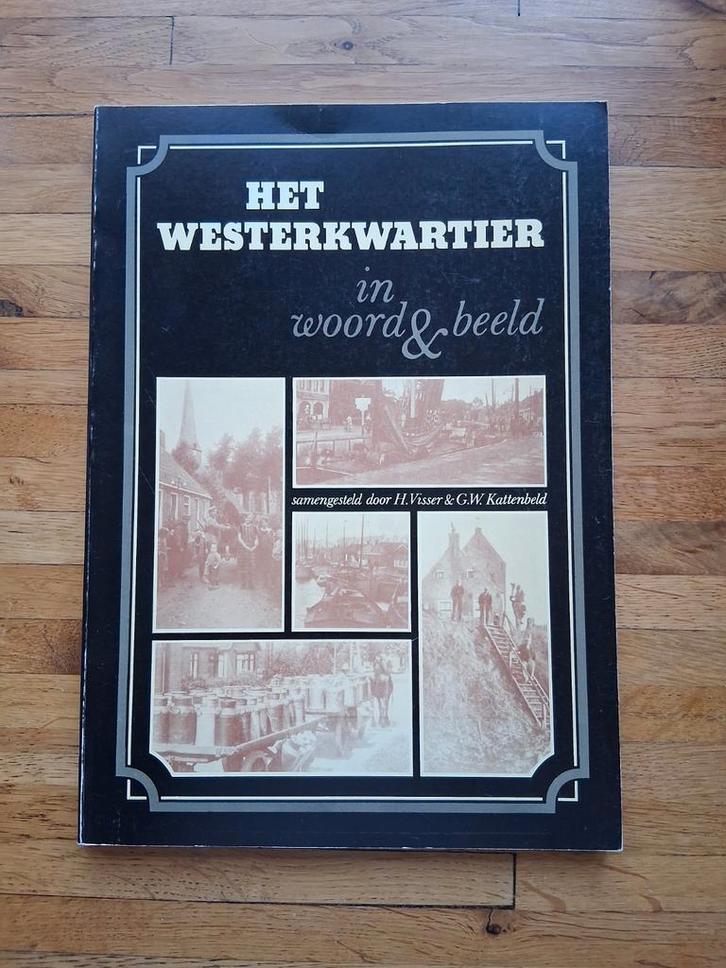 HET
WESTERKWARTIER
in
woord & beeld
samengesteld door H. Visser & G.W. Kattenbeld